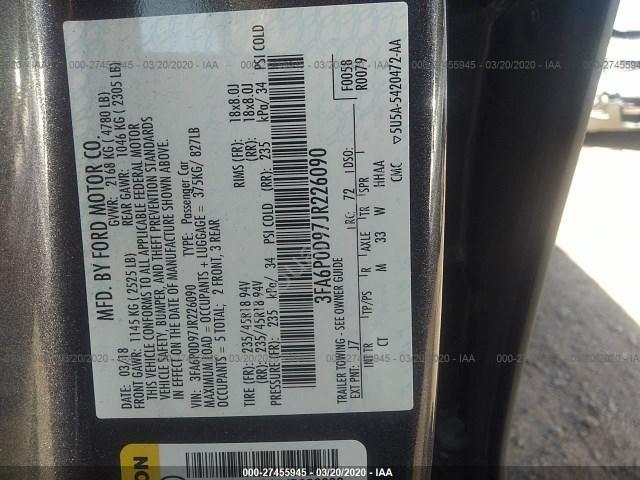 000-27455945 - 03/20/2020 - IAA
MFD. BY FORD MOTOR CO.
DATE: 03/18 GVWR: 2168 KG ( 4780 LB)
FRONT GAWR: 1145 KG ( 2525 LB) REAR GAWR: 1046 KG ( 2305 LB)
THIS VEHICLE CONFORMS TO ALL APPLICABLE FEDERAL MOTOR
VEHICLE SAFETY, BUMPER, AND THEFT PREVENTION STANDARDS
IN EFFECT ON THE DATE OF MANUFACTURE SHOWN ABOVE.
VIN: 3FA6P0D97JR226090 TYPE: Passenger Car
MAXIMUM LOAD = OCCUPANTS + LUGGAGE = 375KG/ 827LB
OCCUPANTS = 5 TOTAL; 2 FRONT, 3 REAR
TIRE (FR): 235/45R18 94V RIMS (FR): 18x8.0J
(RR): 235/45R18 94V (RR): 18x8.0J
PRESSURE (FR): 235 kPa/ 34 PSI COLD (RR): 235 kPa/ 34 PSI COLD
3FA6P0D97JR226090
F0058
R0079
TRAILER TOWING - SEE OWNER GUIDE
EXT PNT: J7 RC: 72 DSO:
INT TR TP/PS R AXLE TR SPR
CT M 33 W HHAA
CMC 5U5A-5420472-AA
000-27455945 - 03/20/2020 - IAA